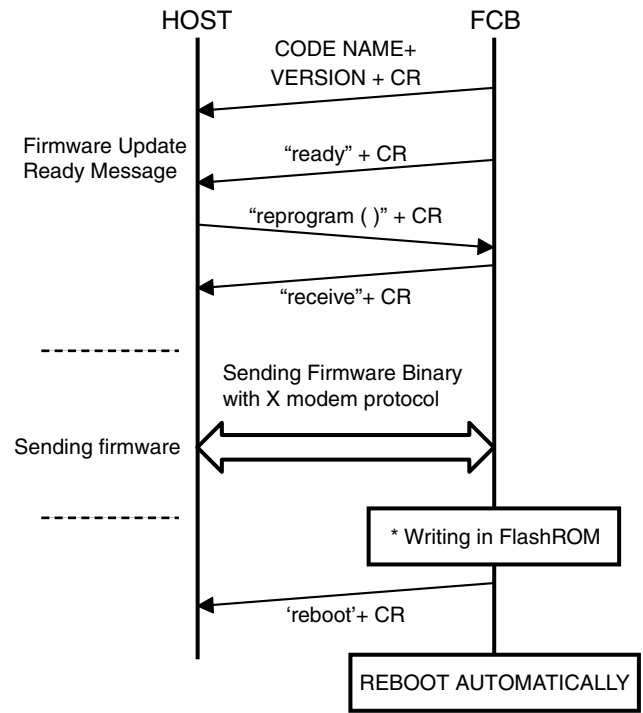 HOST
FCB
CODE NAME+
VERSION + CR
Firmware Update
Ready Message
“ready” + CR
“reprogram ( )” + CR
“receive”+ CR
Sending Firmware Binary
with X modem protocol
Sending firmware
* Writing in FlashROM
‘reboot’+ CR
REBOOT AUTOMATICALLY